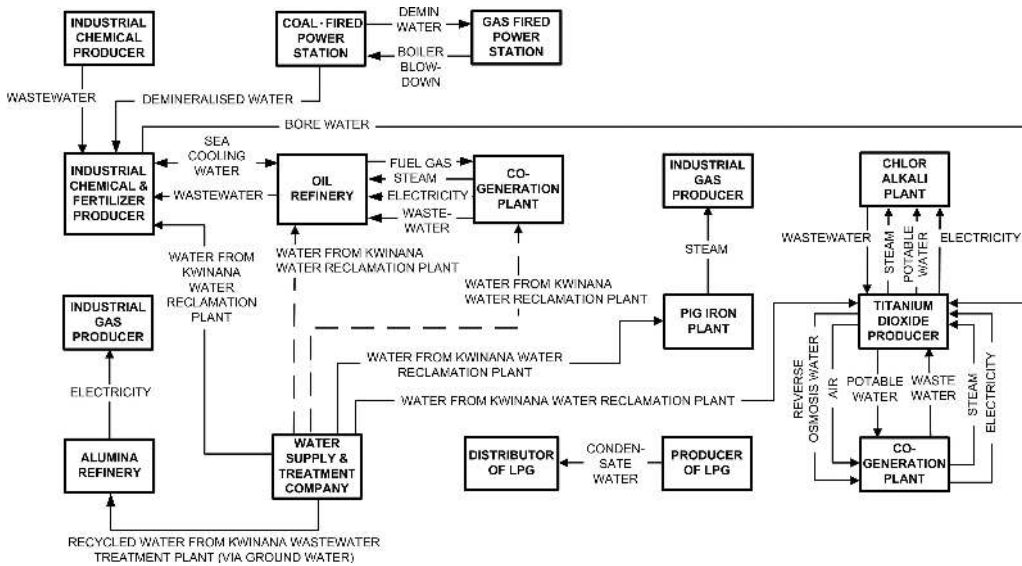 INDUSTRIAL
CHEMICAL
PRODUCER
COAL-FIRED
POWER
STATION
DEMIN
WATER
BOILER
BLOW-
DOWN
GAS FIRED
POWER
STATION
WASTEWATER
DEMINERALISED WATER
BORE WATER
INDUSTRIAL
CHEMICAL &
FERTILIZER
PRODUCER
SEA
COOLING
WATER
WASTEWATER
OIL
REFINERY
FUEL GAS
STEAM
ELECTRICITY
WASTE-
WATER
CO-
GENERATION
PLANT
INDUSTRIAL
GAS
PRODUCER
CHLOR
ALKALI
PLANT
WASTEWATER
STEAM
POTABLE
WATER
ELECTRICITY
WATER FROM
KWINANA
WATER
RECLAMATION
PLANT
WATER FROM KWINANA
WATER RECLAMATION PLANT
WATER FROM KWINANA
WATER RECLAMATION PLANT
STEAM
INDUSTRIAL
GAS
PRODUCER
PIG IRON
PLANT
TITANIUM
DIOXIDE
PRODUCER
WATER FROM KWINANA WATER
RECLAMATION PLANT
ELECTRICITY
WATER FROM KWINANA WATER RECLAMATION PLANT
REVERSE
OSMOSIS WATER
AIR
POTABLE
WATER
WASTE
WATER
STEAM
ELECTRICITY
ALUMINA
REFINERY
WATER
SUPPLY &
TREATMENT
COMPANY
DISTRIBUTOR
OF LPG
CONDEN-
SATE
WATER
PRODUCER
OF LPG
CO-
GENERATION
PLANT
RECYCLED WATER FROM KWINANA WASTEWATER
TREATMENT PLANT (VIA GROUND WATER)